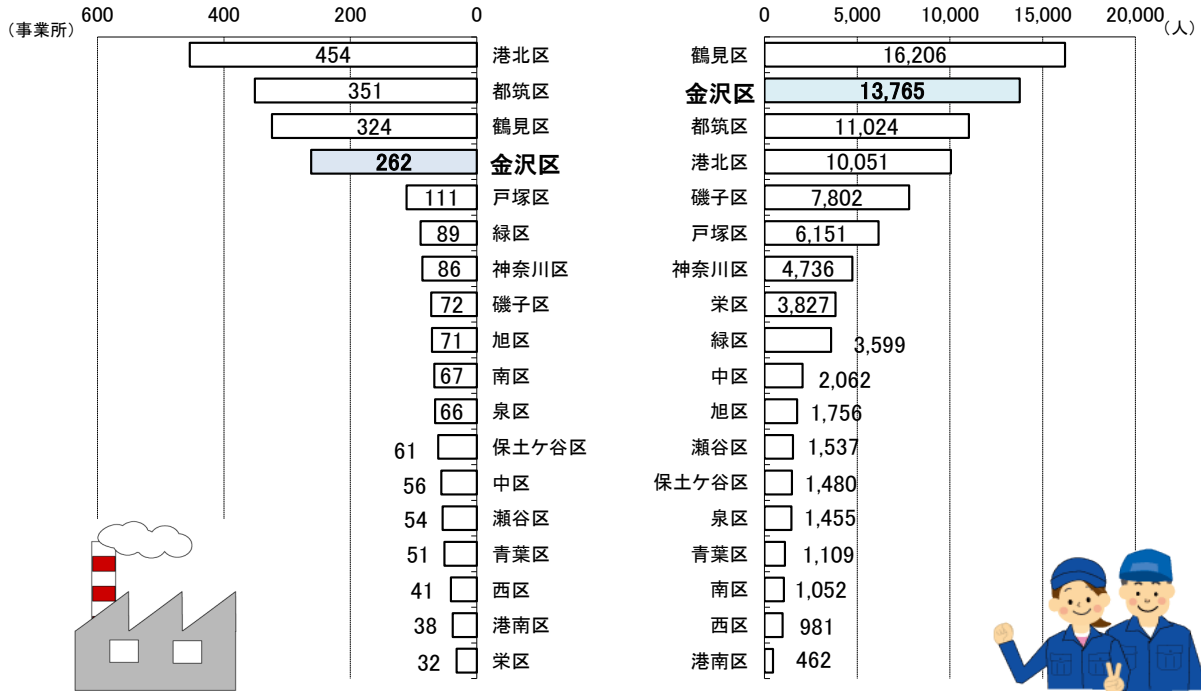 600 400 200 0
(事業所)
454 港北区
351 都筑区
324 鶴見区
262 金沢区
111 戸塚区
89 緑区
86 神奈川区
72 磯子区
71 旭区
67 南区
66 泉区
61 保土ケ谷区
56 中区
54 瀬谷区
51 青葉区
41 西区
38 港南区
32 栄区
0 5,000 10,000 15,000 20,000
(人)
鶴見区 16,206
金沢区 13,765
都筑区 11,024
港北区 10,051
磯子区 7,802
戸塚区 6,151
神奈川区 4,736
栄区 3,827
緑区 3,599
中区 2,062
旭区 1,756
瀬谷区 1,537
保土ケ谷区 1,480
泉区 1,455
青葉区 1,109
南区 1,052
西区 981
港南区 462